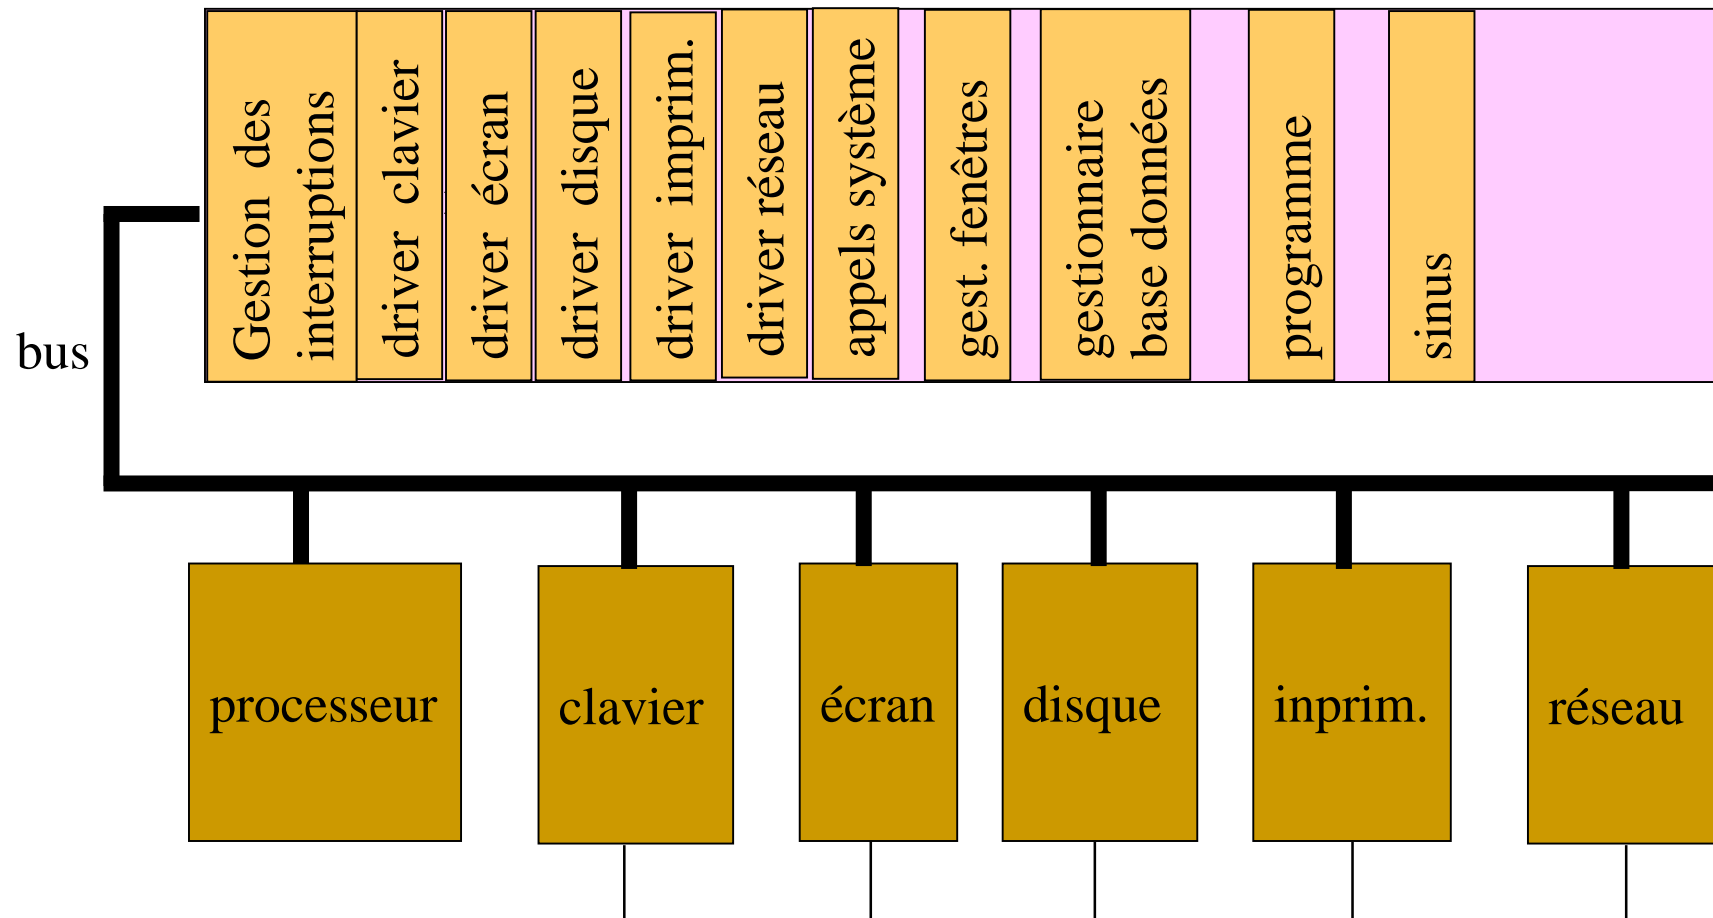 Gestion des
interruptions
driver clavier
driver écran
driver disque
driver imprim.
driver réseau
appels système
gest. fenêtres
gestionnaire
base données
programme
sinus
bus
processeur
clavier
écran
disque
inprim.
réseau